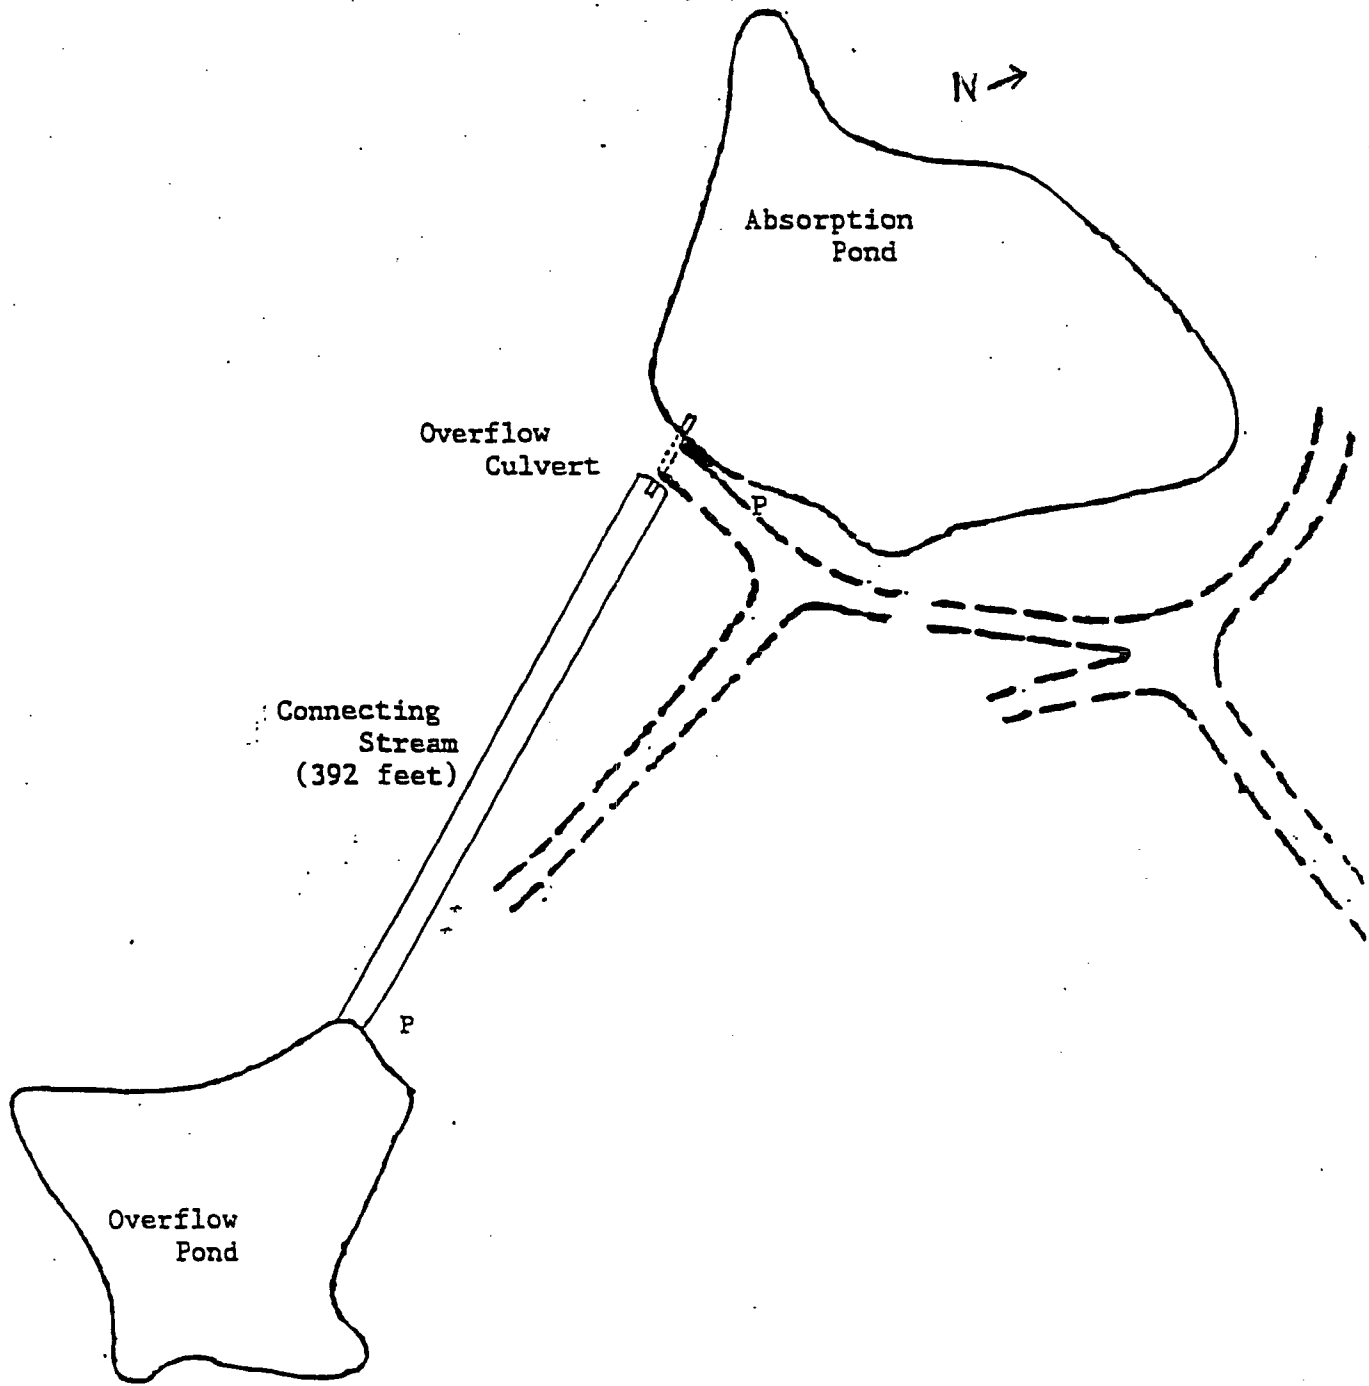 N
Absorption
Pond
Overflow
Culvert
P
Connecting
Stream
(392 feet)
P
Overflow
Pond